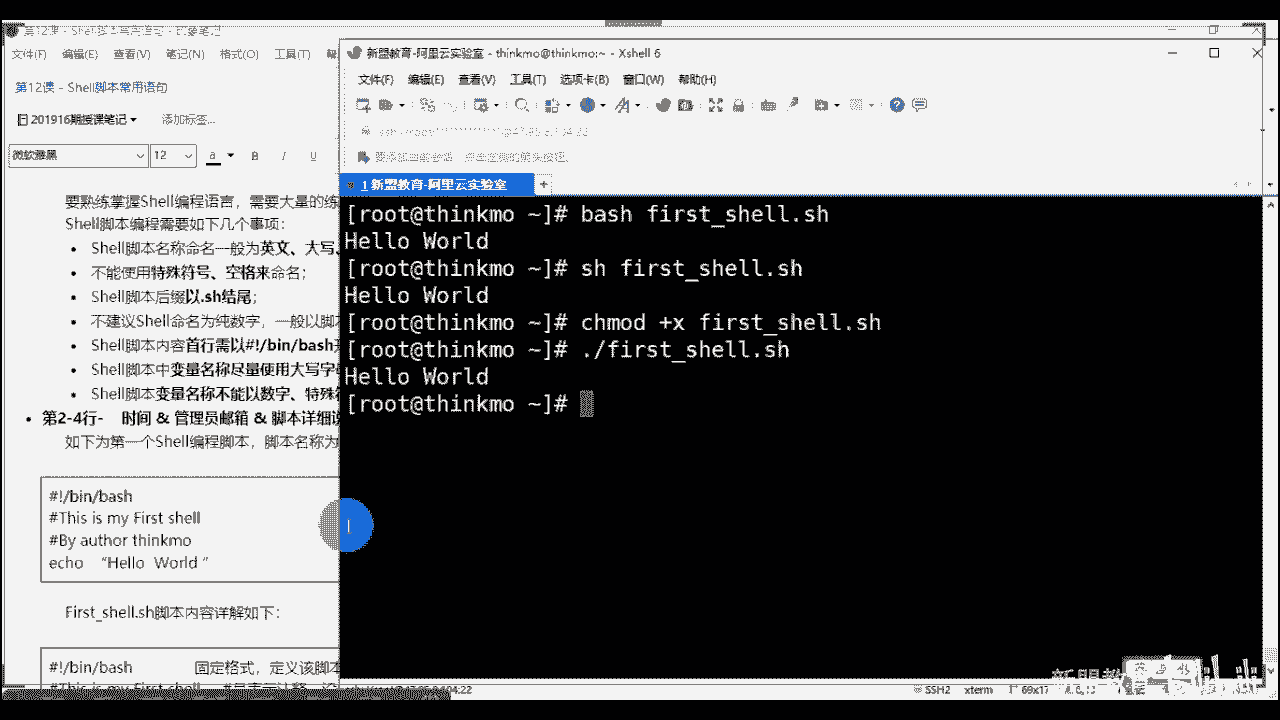 第12课 - Shell脚本常用语句 - 印象笔记
文件(F) 编辑(E) 查看(V) 笔记(N) 格式(O) 工具(T)
第12课 - Shell脚本常用语句
201916期授课笔记 添加标签...
微软雅黑 12 a B I U
要熟练掌握Shell编程语言，需要大量的练
Shell脚本编程需要如下几个事项：
• Shell脚本名称命名一般为英文、大写、
• 不能使用特殊符号、空格来命名；
• Shell脚本后缀以.sh结尾；
• 不建议Shell命名为纯数字，一般以脚本
• Shell脚本内容首行需以#!/bin/bash
• Shell脚本中变量名称尽量使用大写字
• Shell脚本变量名称不能以数字、特殊
• 第2-4行- 时间 & 管理员邮箱 & 脚本详细
如下为第一个Shell编程脚本，脚本名称为
#!/bin/bash
#This is my First shell
#By author thinkmo
echo “Hello World ”
First_shell.sh脚本内容详解如下：
#!/bin/bash 固定格式，定义该脚本
#This is my First shell
新盟教育-阿里云实验室 - thinkmo@thinkmo:~ - Xshell 6
文件(F) 编辑(E) 查看(V) 工具(T) 选项卡(B) 窗口(W) 帮助(H)
1 新盟教育-阿里云实验室
[root@thinkmo ~]# bash first_shell.sh
Hello World
[root@thinkmo ~]# sh first_shell.sh
Hello World
[root@thinkmo ~]# chmod +x first_shell.sh
[root@thinkmo ~]# ./first_shell.sh
Hello World
[root@thinkmo ~]#
SSH2 xterm 69x17